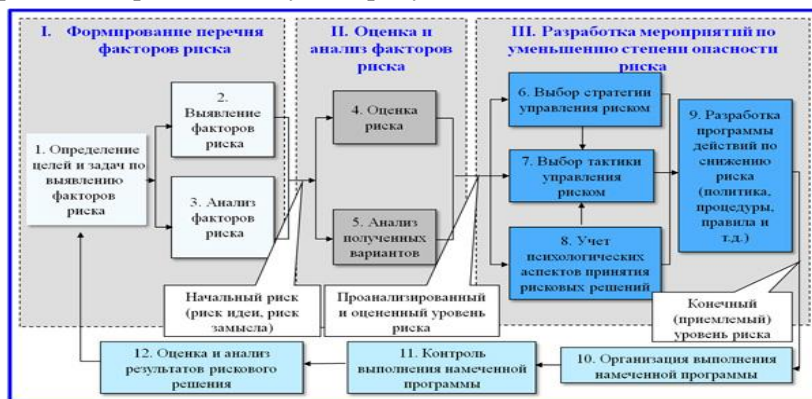 I. Формирование перечня
факторов риска
II. Оценка и
анализ факторов
риска
III. Разработка мероприятий по
уменьшению степени опасности
риска
1. Определение
целей и задач по
выявлению
факторов
риска
2.
Выявление
факторов
риска
3. Анализ
факторов
риска
4. Оценка
риска
5. Анализ
полученных
вариантов
6. Выбор стратегии
управления риском
7. Выбор тактики
управления
риском
8. Учет
психологических
аспектов принятия
рисковых решений
9. Разработка
программы
действий по
снижению
риска
(политика,
процедуры,
правила и
т.д.)
Начальный риск
(риск идеи, риск
замысла)
Проанализированный
и оцененный уровень
риска
Конечный
(приемлемый)
уровень риска
12. Оценка и анализ
результатов рискового
решения
11. Контроль
выполнения намеченной
программы
10. Организация выполнения
намеченной программы